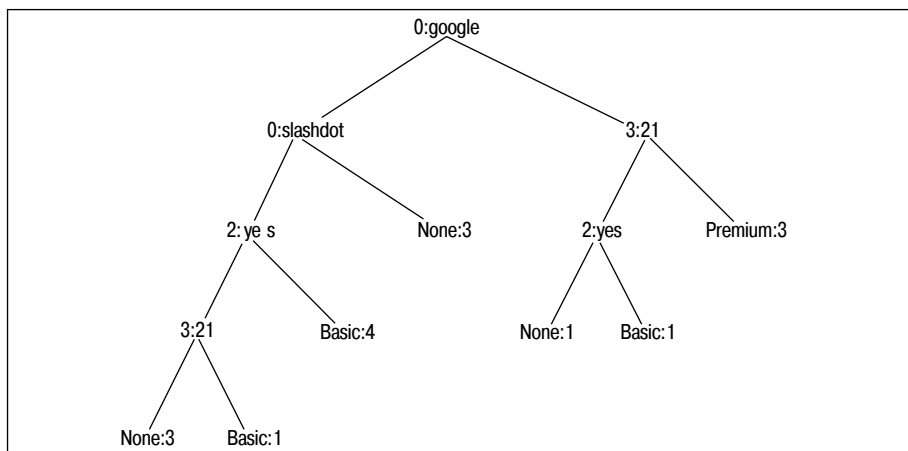 0:google
0:slashdot 3:21
2: ye s None:3 2:yes Premium:3
3:21 Basic:4 None:1 Basic:1
None:3 Basic:1